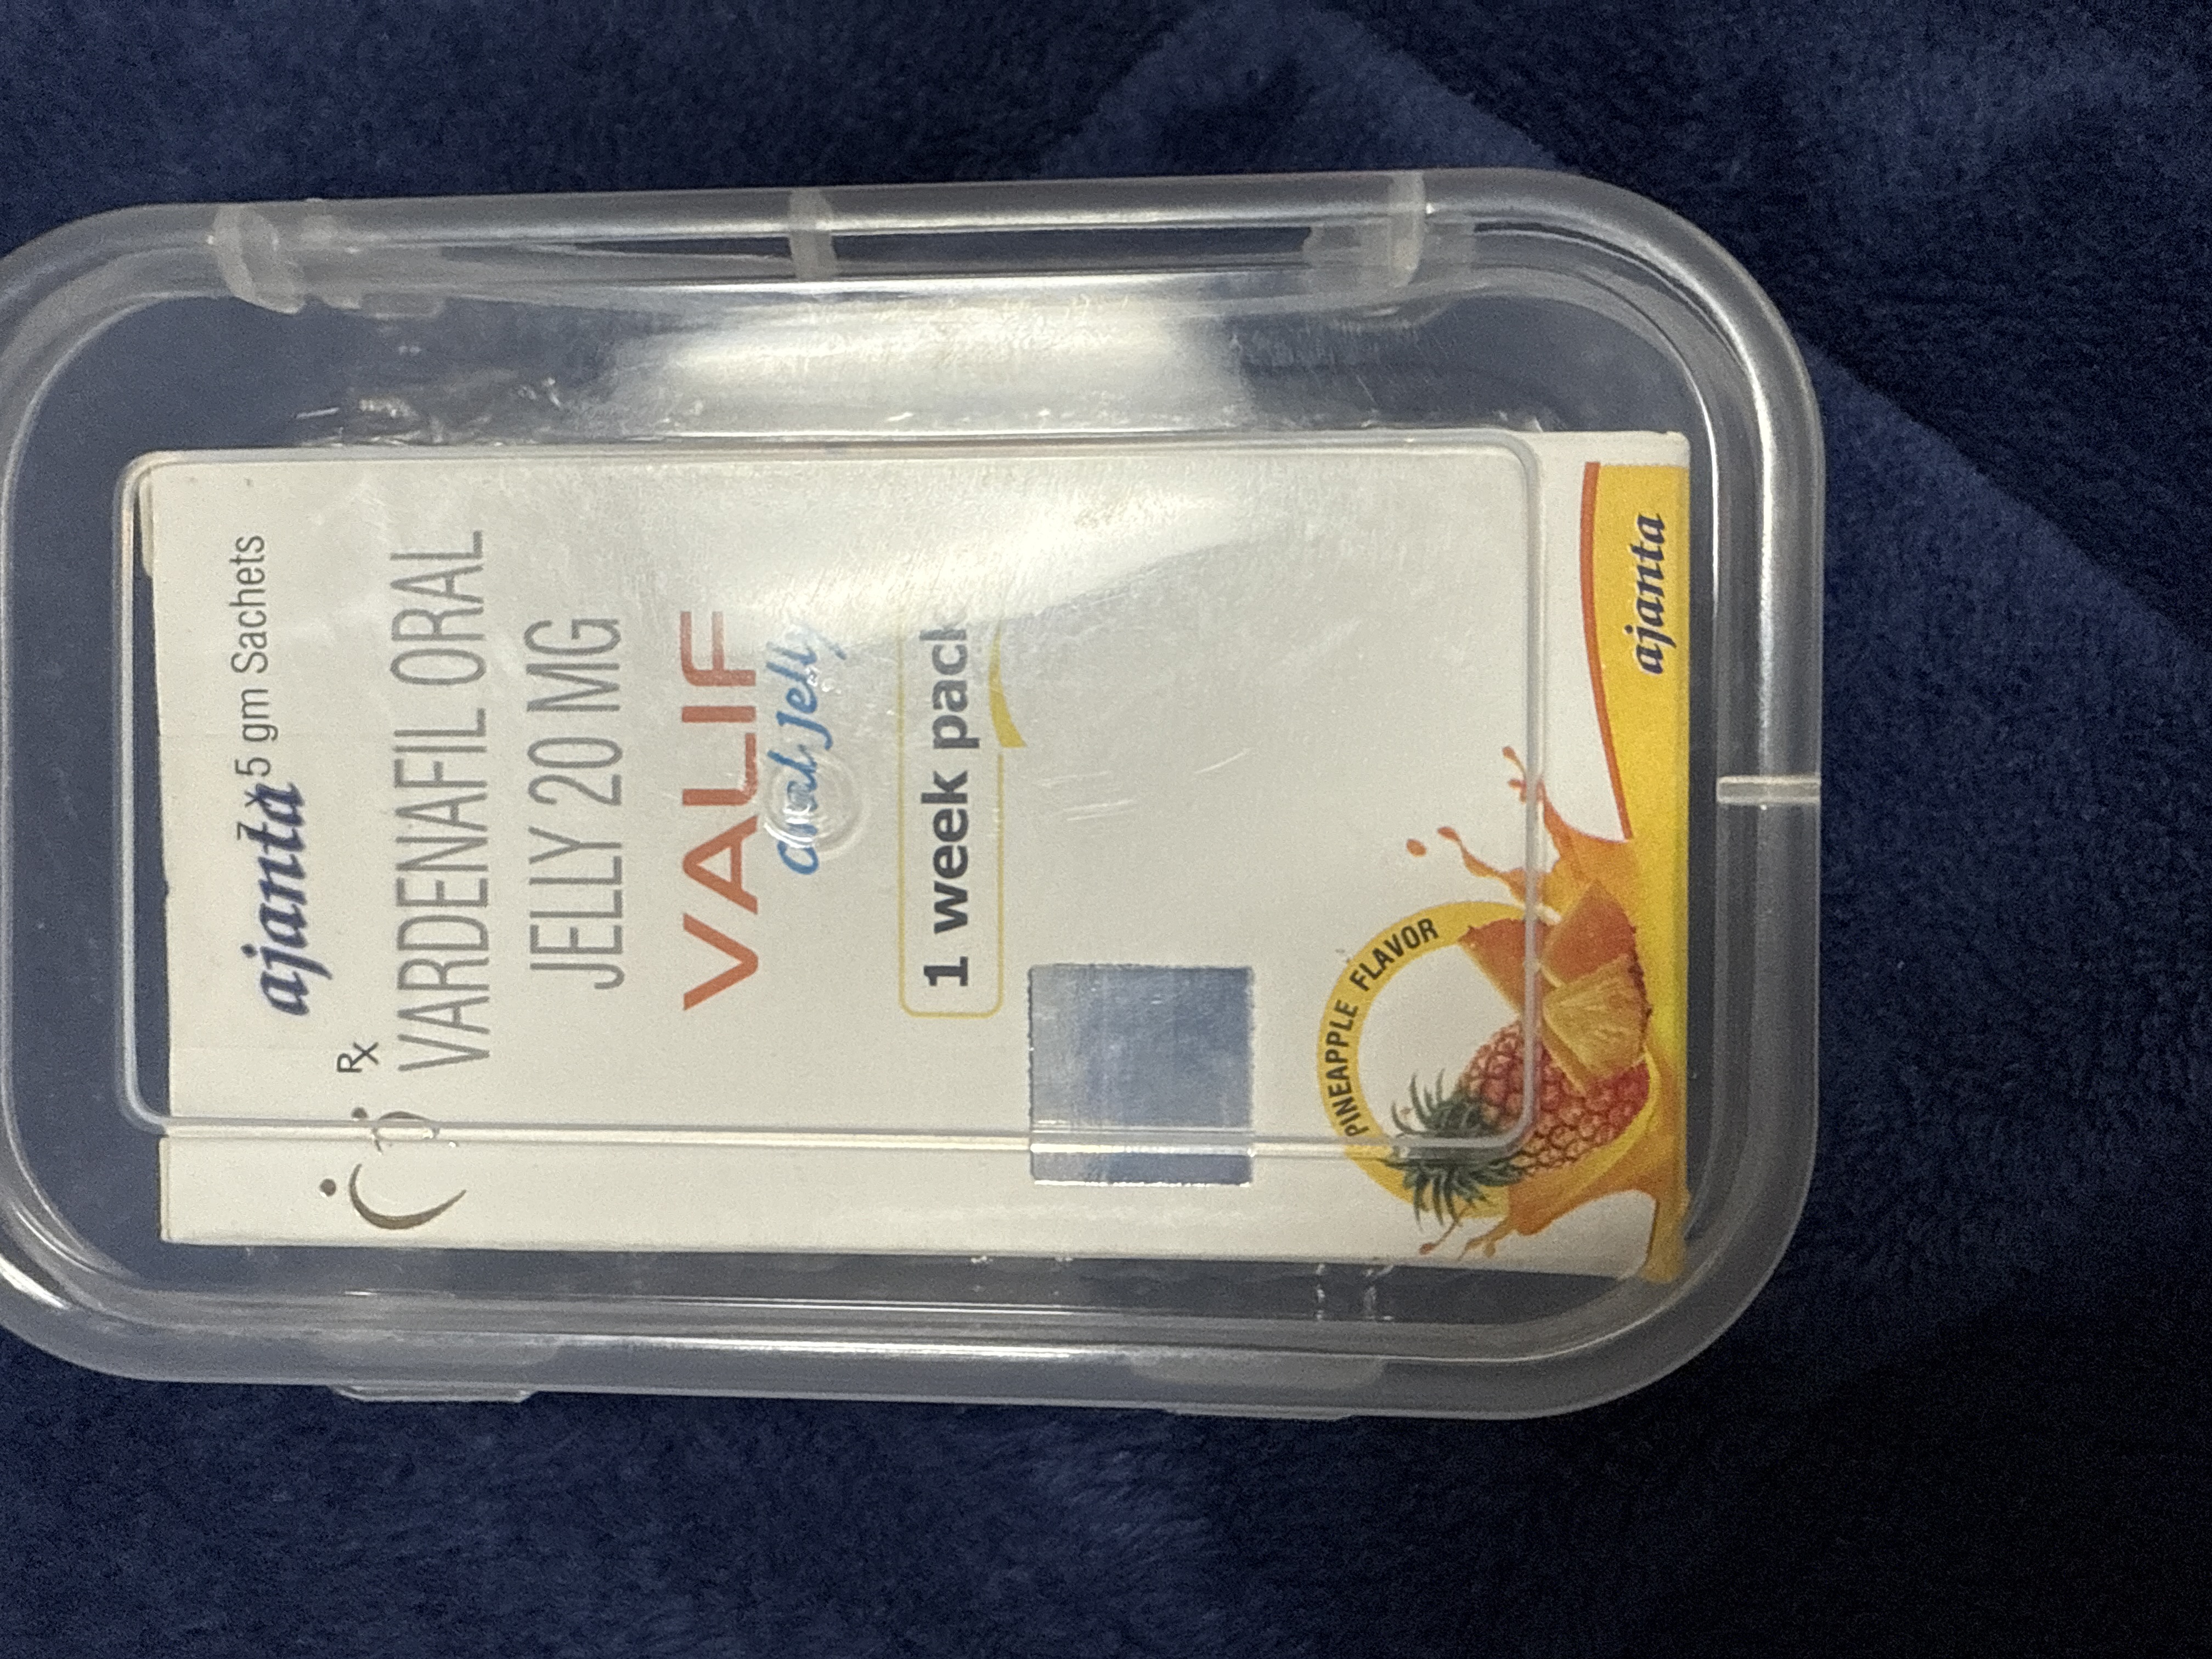 7 x 5 gm Sachets
ajanta
Rx
VARDENAFIL ORAL
JELLY 20 MG
VALIF
oral jelly
1 week pack
PINEAPPLE FLAVOR
ajanta